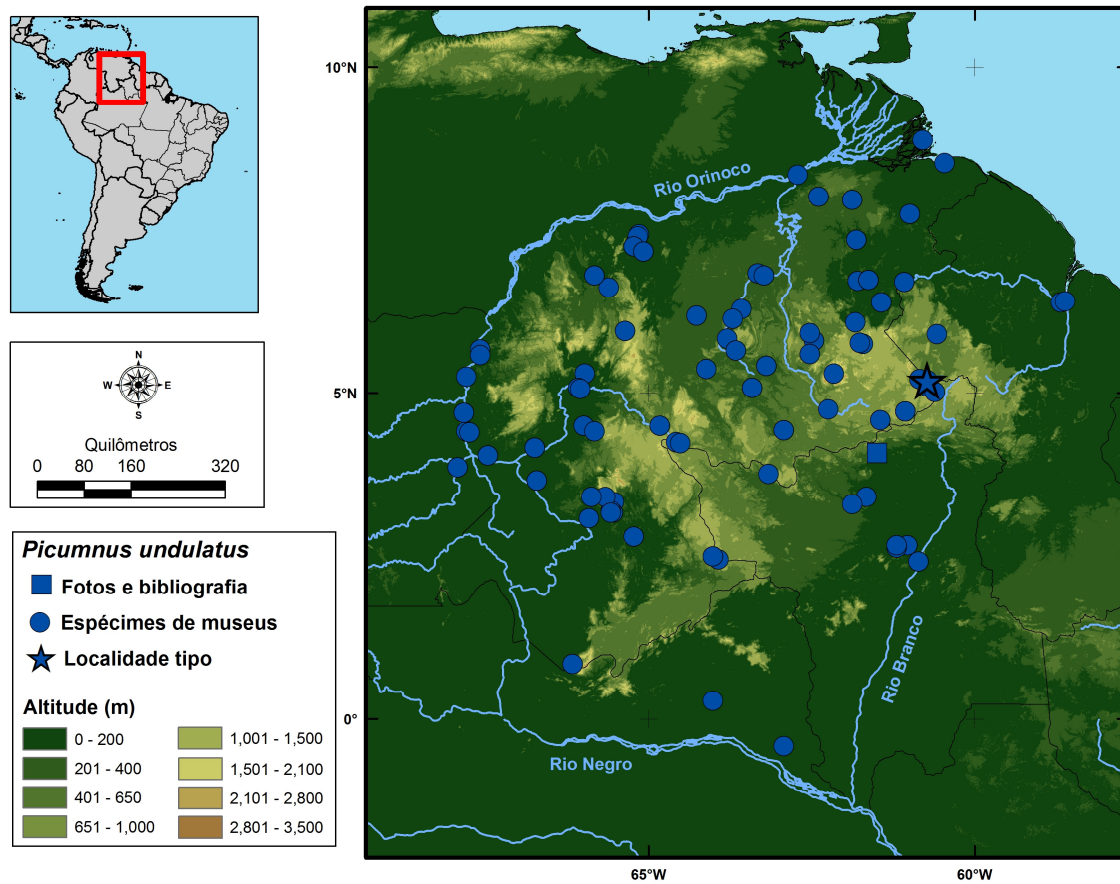 10°N
5°N
0°
65°W
60°W
Rio Orinoco
Rio Branco
Rio Negro
N
W
E
S
Quilômetros
0 80 160 320
Picumnus undulatus
Fotos e bibliografia
Espécimes de museus
Localidade tipo
Altitude (m)
0 - 200
201 - 400
401 - 650
651 - 1,000
1,001 - 1,500
1,501 - 2,100
2,101 - 2,800
2,801 - 3,500